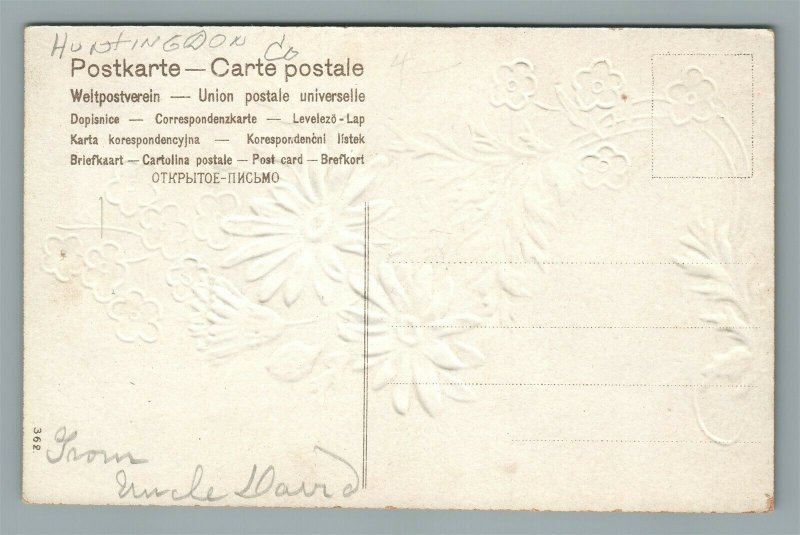 HUNTINGDON Co
4
Postkarte — Carte postale
Weltpostverein — Union postale universelle
Dopisnice — Correspondenzkarte — Levelező-Lap
Karta korespondencyjna — Korespondenční lístek
Briefkaart — Cartolina postale — Post card — Brefkort
ОТКРЫТОЕ-ПИСЬМО
362
From
Uncle David